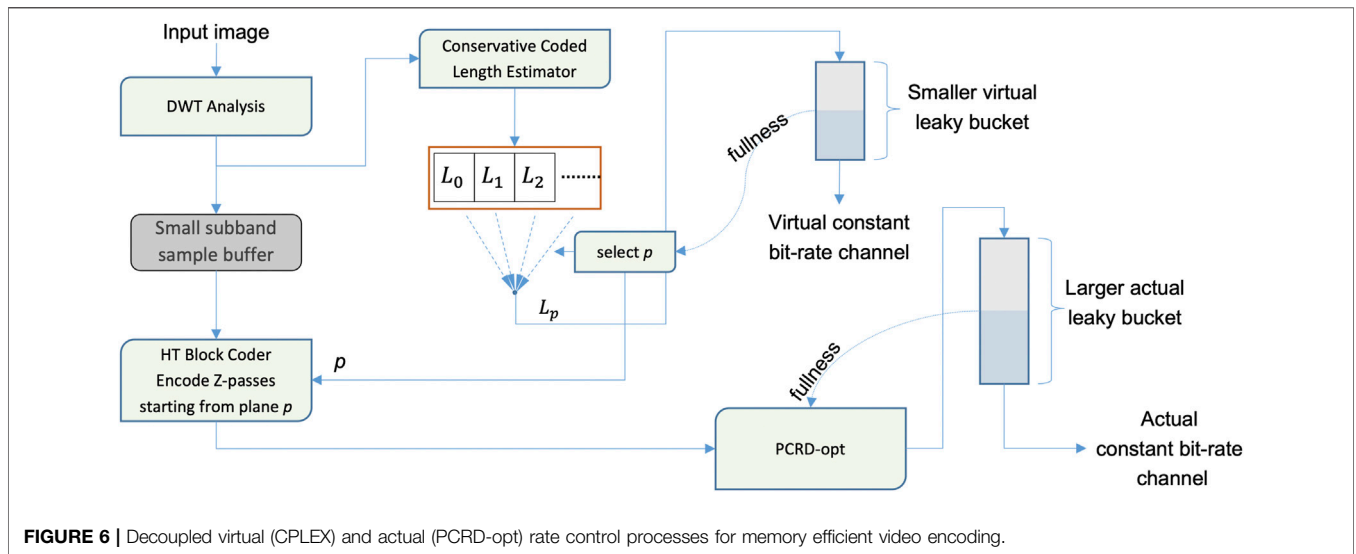 Input image
DWT Analysis
Small subband
sample buffer
HT Block Coder
Encode Z-passes
starting from plane p
Conservative Coded
Length Estimator
L₀ L₁ L₂ ........
select p
Lₚ
p
fullness
Smaller virtual
leaky bucket
Virtual constant
bit-rate channel
PCRD-opt
fullness
Larger actual
leaky bucket
Actual
constant bit-rate
channel
FIGURE 6 | Decoupled virtual (CPLEX) and actual (PCRD-opt) rate control processes for memory efficient video encoding.